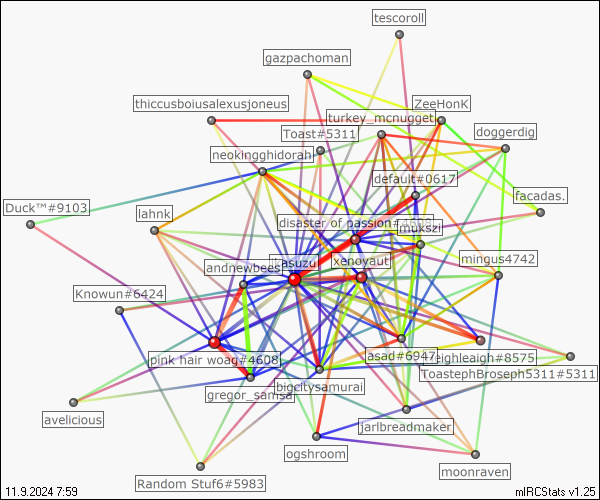 tescoroll
gazpachoman
thiccusboiusalexusjoneus
ZeeHonK
turkey_mcnugget
Toast#5311
doggerdig
neokingghidorah
default#0617
facadas.
Duck™#9103
lahnk
disaster of passion#
mukszi
kasuzu
xenoyaut
mingus4742
andnewbees
Knowun#6424
pink hair woag#4608
asad#6947
leighleaigh#8575
ToastephBroseph5311#5311
bigcitysamurai
gregor_samsa
avelicious
jarlbreadmaker
ogshroom
moonraven
Random Stuf6#5983
11.9.2024 7:59
mIRCStats v1.25